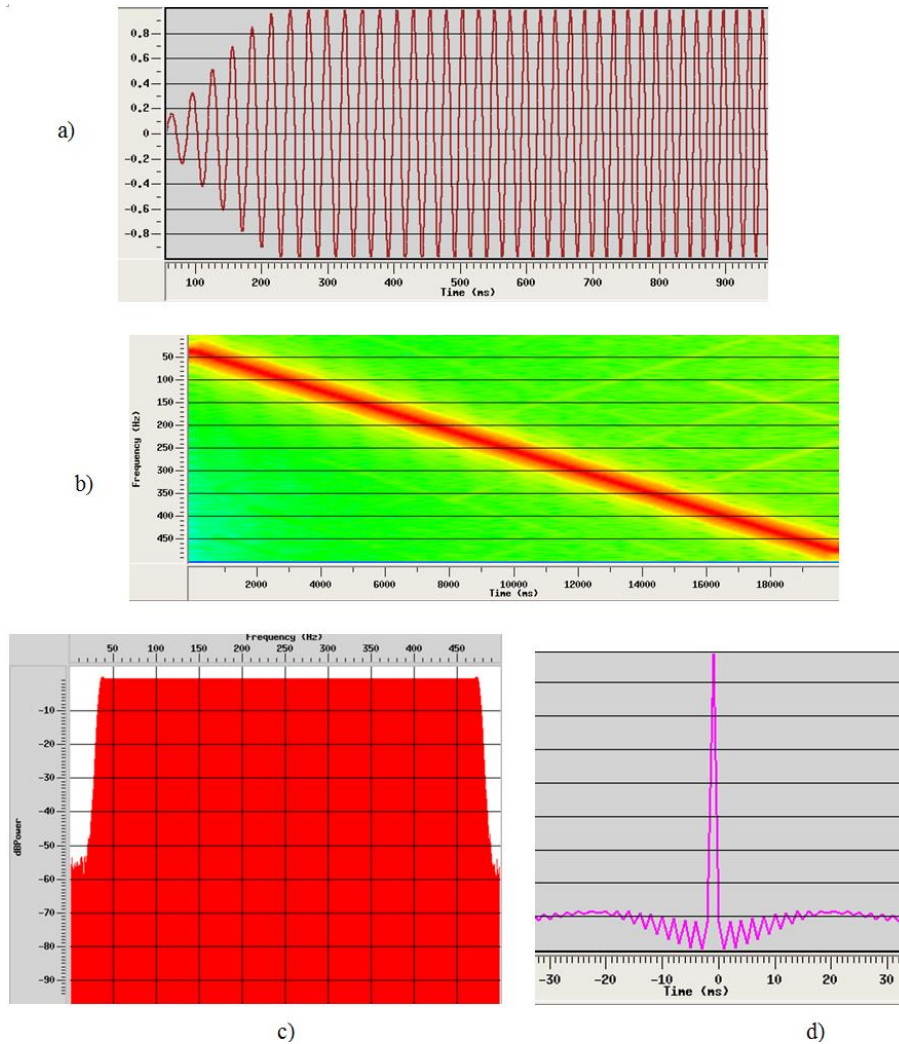 0.8
0.6
0.4
0.2
0
-0.2
-0.4
-0.6
-0.8
a)
100 200 300 400 500 600 700 800 900
Time (ms)
50
100
150
200
250
300
350
400
450
Frequency (Hz)
b)
2000 4000 6000 8000 10000 12000 14000 16000 18000
Time (ms)
Frequency (Hz)
50 100 150 200 250 300 350 400 450
-10
-20
-30
-40
-50
-60
-70
-80
-90
dBPower
-30 -20 -10 0 10 20 30
Time (ms)
c)
d)